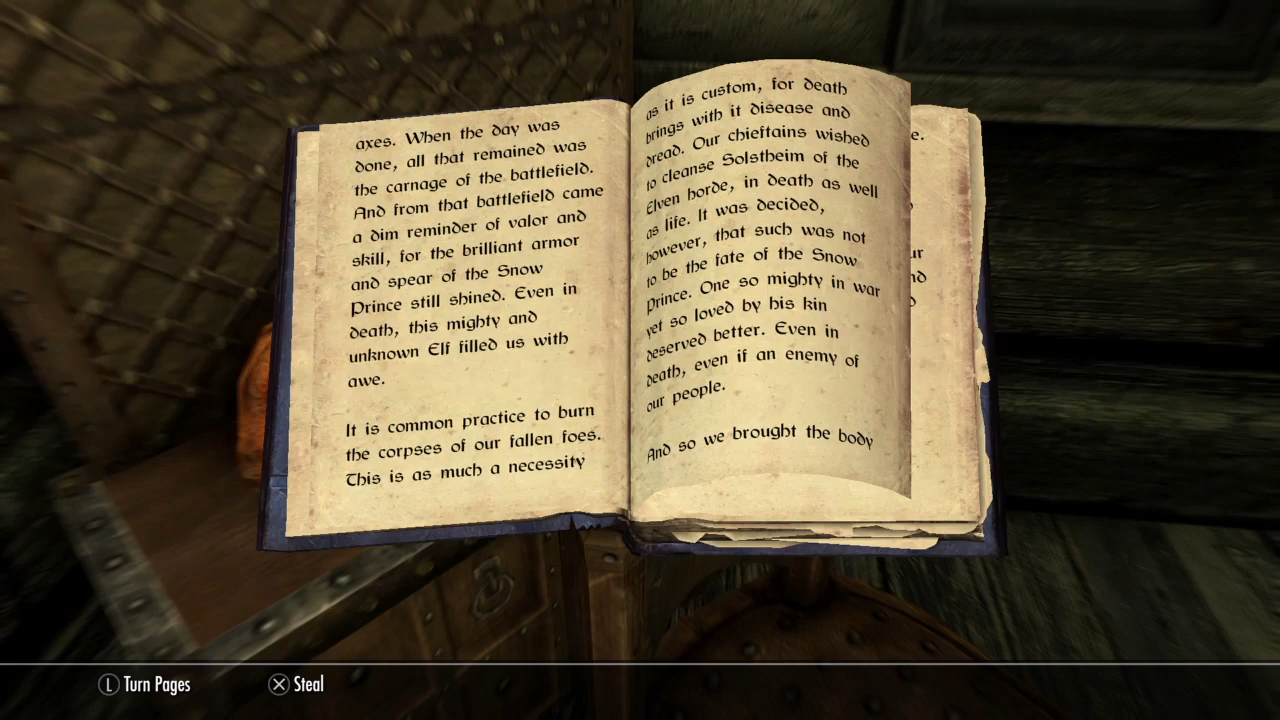 axes. When the day was
done, all that remained was
the carnage of the battlefield.
And from that battlefield came
a dim reminder of valor and
skill, for the brilliant armor
and spear of the Snow
Prince still shined. Even in
death, this mighty and
unknown Elf filled us with
awe.
It is common practice to burn
the corpses of our fallen foes.
This is as much a necessity
as it is custom, for death
brings with it disease and
dread. Our chieftains wished
to cleanse Solstheim of the
Elven horde, in death as well
as life. It was decided,
however, that such was not
to be the fate of the Snow
Prince. One so mighty in war
yet so loved by his kin
deserved better. Even in
death, even if an enemy of
our people.
And so we brought the body
L Turn Pages
X Steal